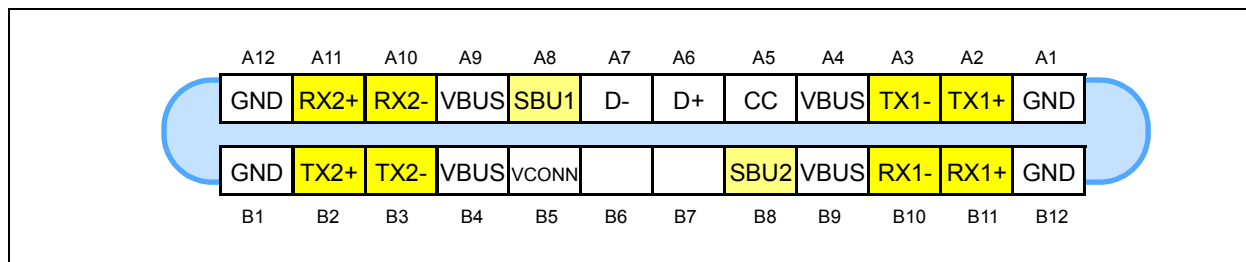 A12 A11 A10 A9 A8 A7 A6 A5 A4 A3 A2 A1
GND RX2+ RX2- VBUS SBU1 D- D+ CC VBUS TX1- TX1+ GND
GND TX2+ TX2- VBUS VCONN SBU2 VBUS RX1- RX1+ GND
B1 B2 B3 B4 B5 B6 B7 B8 B9 B10 B11 B12